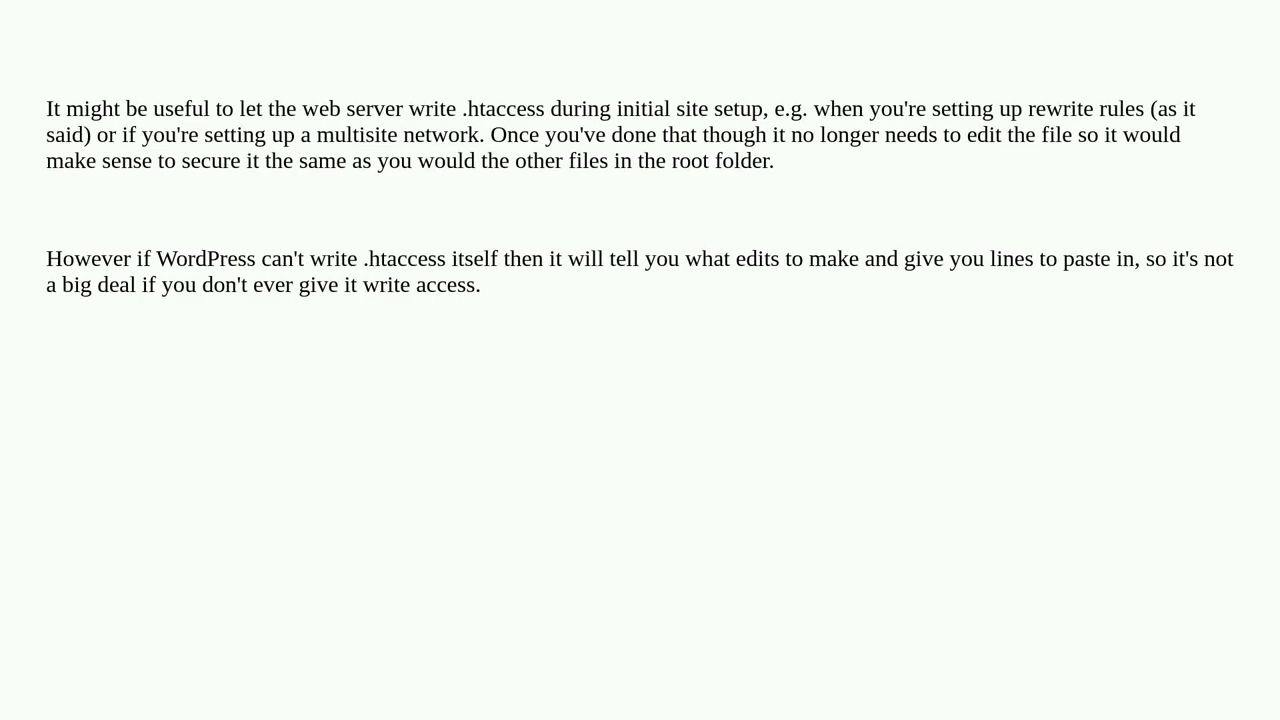 It might be useful to let the web server write .htaccess during initial site setup, e.g. when you're setting up rewrite rules (as it
said) or if you're setting up a multisite network. Once you've done that though it no longer needs to edit the file so it would
make sense to secure it the same as you would the other files in the root folder.
However if WordPress can't write .htaccess itself then it will tell you what edits to make and give you lines to paste in, so it's not
a big deal if you don't ever give it write access.